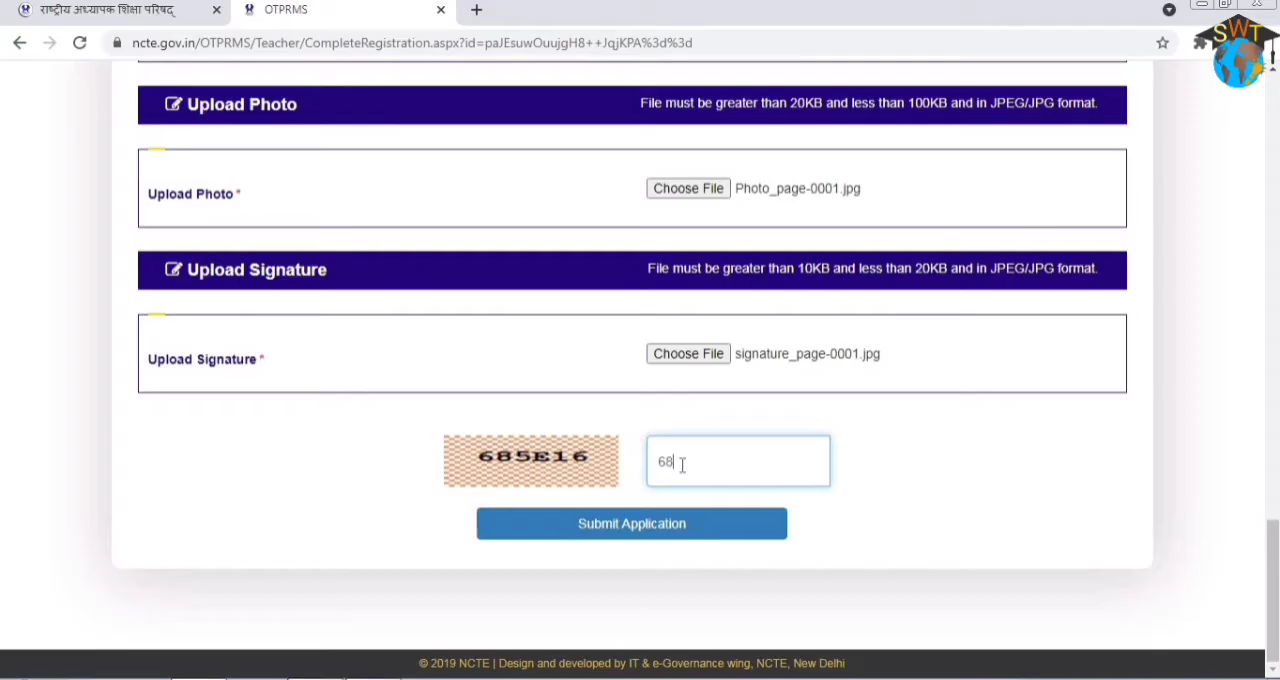 राष्ट्रीय अध्यापक शिक्षा परिषद्
OTPRMS
ncte.gov.in/OTPRMS/Teacher/CompleteRegistration.aspx?id=paJEsuwOuujgH8++JqjKPA%3d%3d
SWT
Upload Photo
File must be greater than 20KB and less than 100KB and in JPEG/JPG format.
Upload Photo *
Choose File Photo_page-0001.jpg
Upload Signature
File must be greater than 10KB and less than 20KB and in JPEG/JPG format.
Upload Signature *
Choose File signature_page-0001.jpg
685E16
68
Submit Application
© 2019 NCTE | Design and developed by IT & e-Governance wing, NCTE, New Delhi